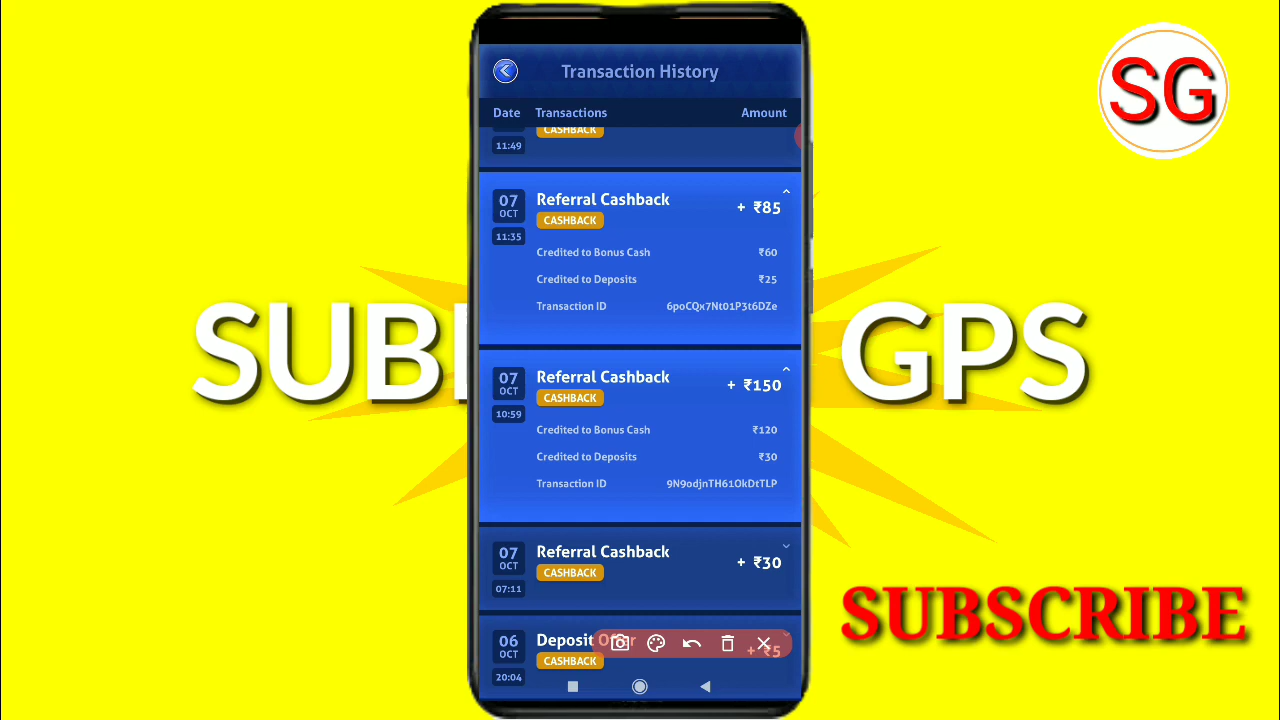 SG
Transaction History
Date Transactions Amount
CASHBACK
11:49
07 OCT
11:35
Referral Cashback
CASHBACK
+ ₹85
Credited to Bonus Cash ₹60
Credited to Deposits ₹25
Transaction ID 6poCQx7Nt01P3t6DZe
SUB GPS
07 OCT
10:59
Referral Cashback
CASHBACK
+ ₹150
Credited to Bonus Cash ₹120
Credited to Deposits ₹30
Transaction ID 9N9odjnTH61OkDtTLP
07 OCT
07:11
Referral Cashback
CASHBACK
+ ₹30
06 OCT
20:04
Deposit Offer
CASHBACK
+ ₹5
SUBSCRIBE